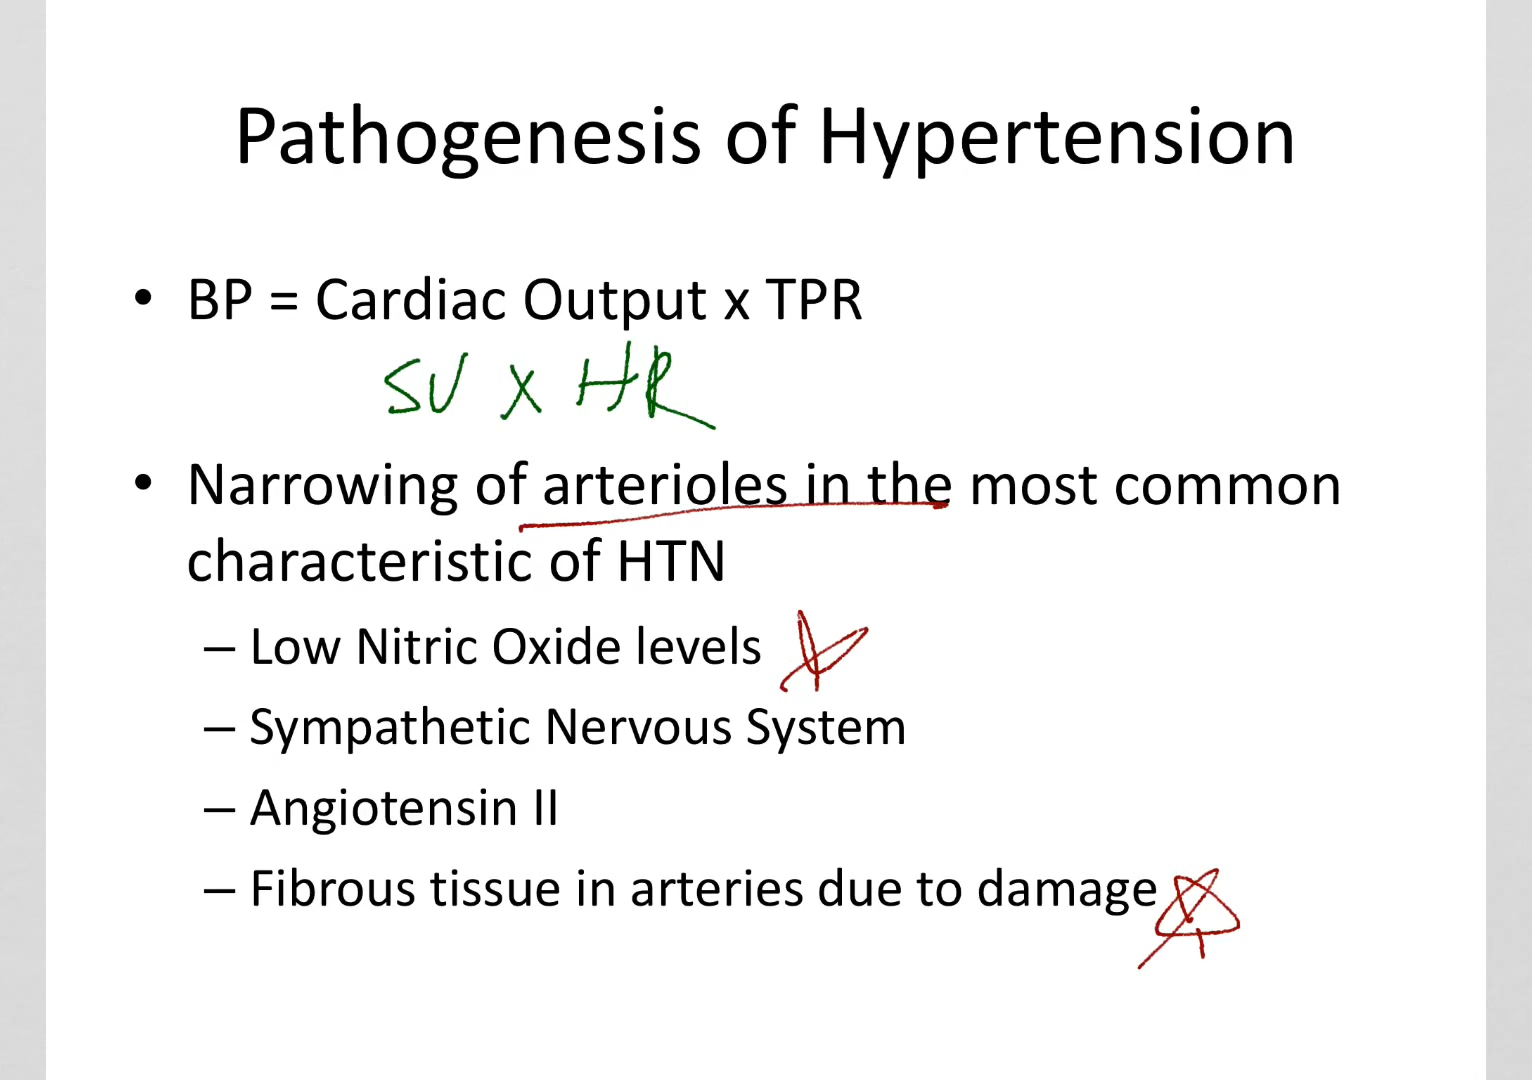 Pathogenesis of Hypertension
• BP = Cardiac Output x TPR
SV X HR
• Narrowing of arterioles in the most common
characteristic of HTN
– Low Nitric Oxide levels
– Sympathetic Nervous System
– Angiotensin II
– Fibrous tissue in arteries due to damage